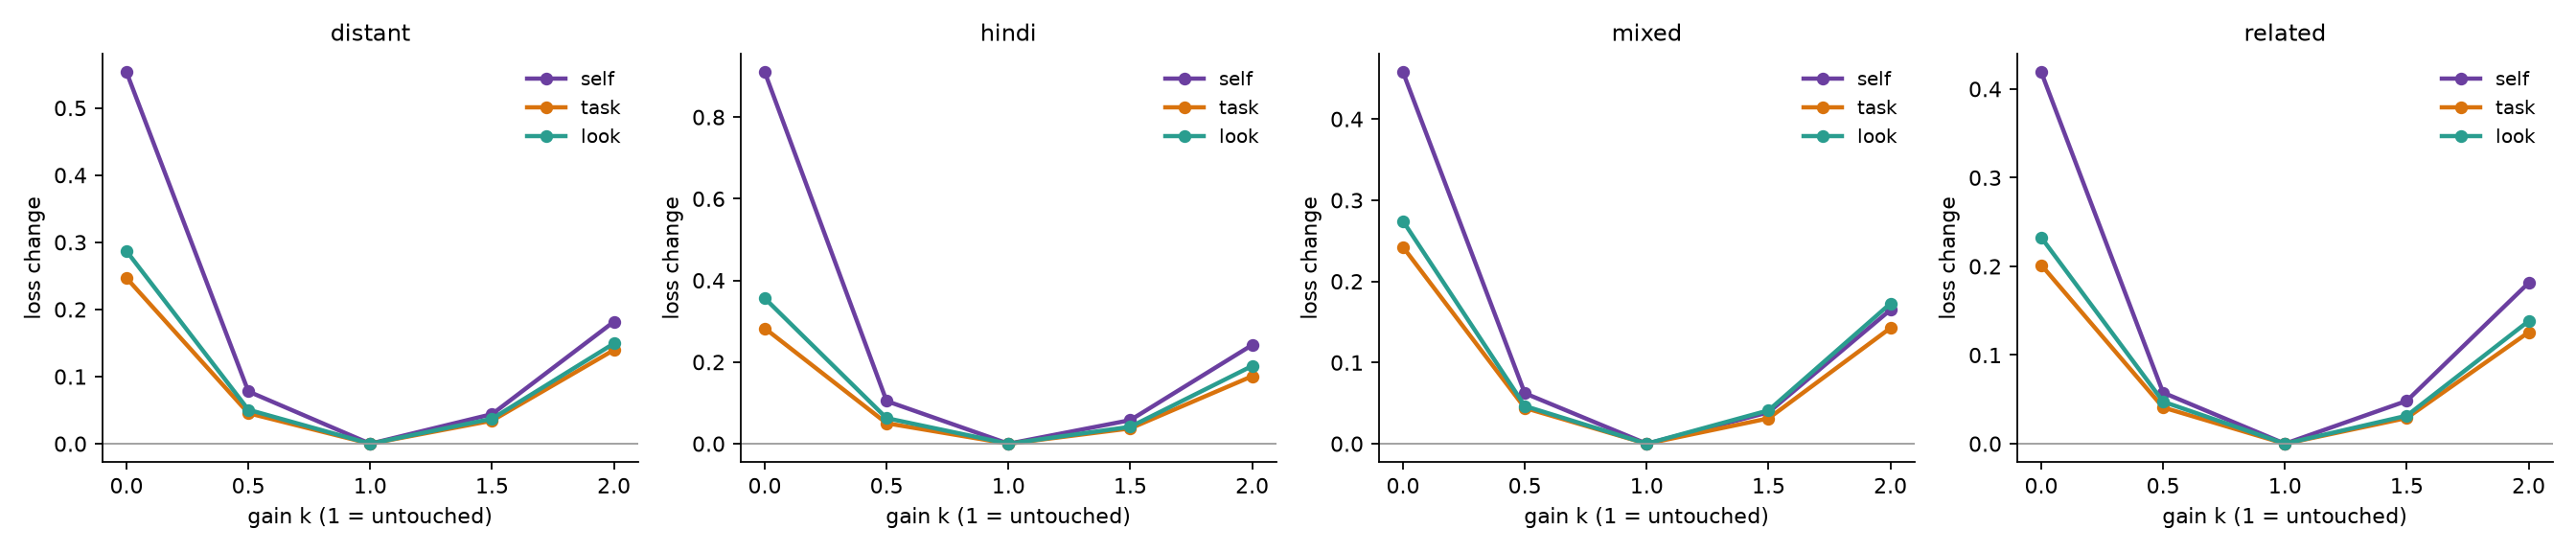 distant
loss change
0.5
0.4
0.3
0.2
0.1
0.0
self
task
look
0.0 0.5 1.0 1.5 2.0
gain k (1 = untouched)
hindi
loss change
0.8
0.6
0.4
0.2
0.0
self
task
look
0.0 0.5 1.0 1.5 2.0
gain k (1 = untouched)
mixed
loss change
0.4
0.3
0.2
0.1
0.0
self
task
look
0.0 0.5 1.0 1.5 2.0
gain k (1 = untouched)
related
loss change
0.4
0.3
0.2
0.1
0.0
self
task
look
0.0 0.5 1.0 1.5 2.0
gain k (1 = untouched)